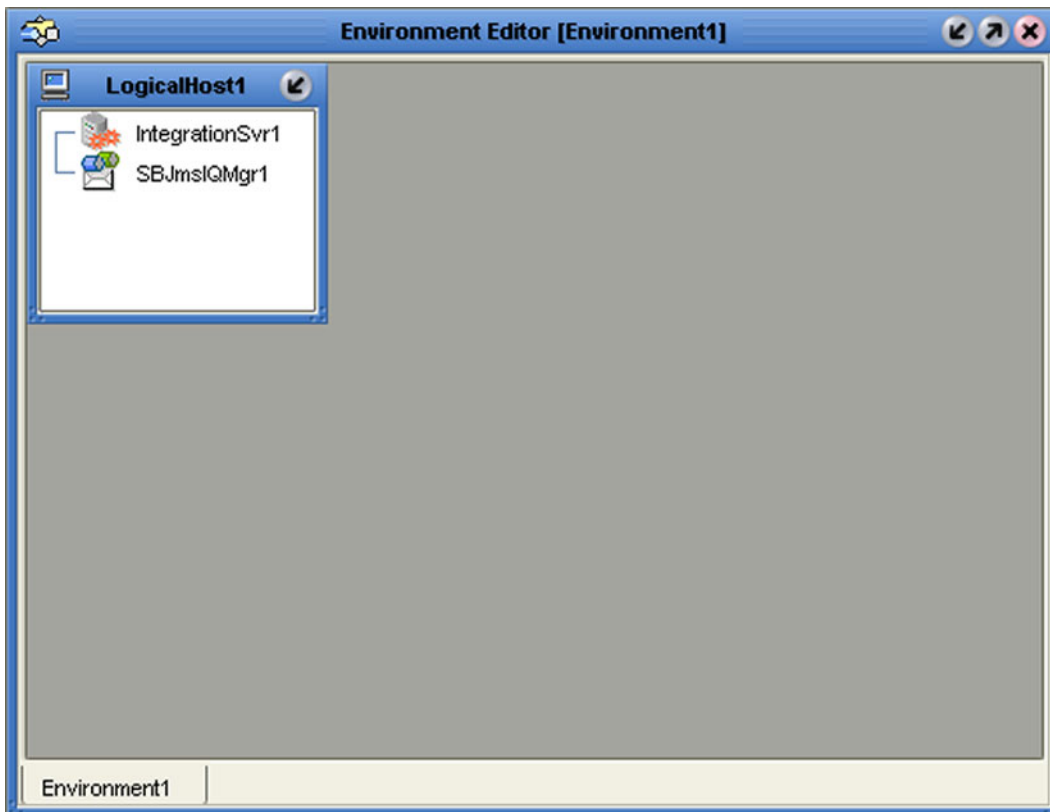 Environment Editor [Environment1]
LogicalHost1
IntegrationSvr1
SBJmsIQMgr1
Environment1